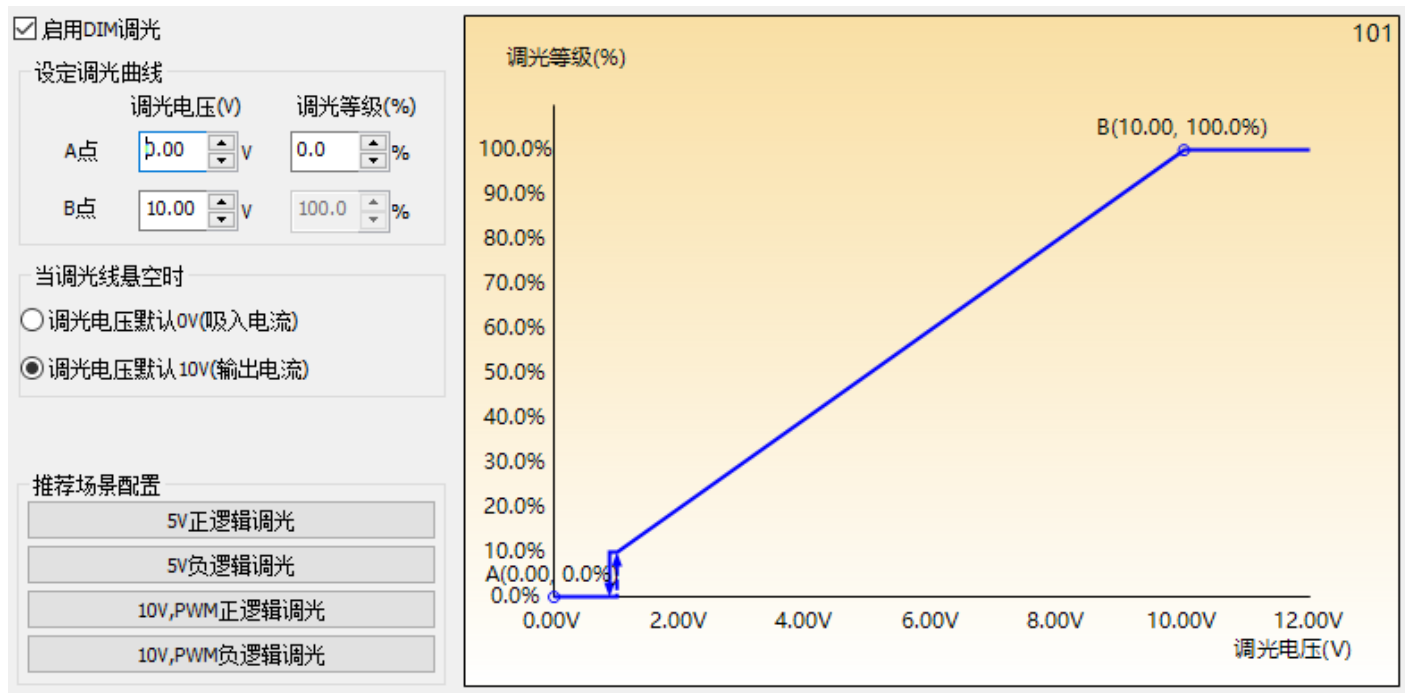 启用DIM调光
设定调光曲线
调光电压(V) 调光等级(%)
A点 0.00 V 0.0 %
B点 10.00 V 100.0 %
当调光线悬空时
调光电压默认0V(吸入电流)
调光电压默认10V(输出电流)
推荐场景配置
5V正逻辑调光
5V负逻辑调光
10V,PWM正逻辑调光
10V,PWM负逻辑调光
101
调光等级(%)
B(10.00, 100.0%)
100.0%
90.0%
80.0%
70.0%
60.0%
50.0%
40.0%
30.0%
20.0%
10.0%
A(0.00, 0.0%)
0.0%
0.00V 2.00V 4.00V 6.00V 8.00V 10.00V 12.00V
调光电压(V)